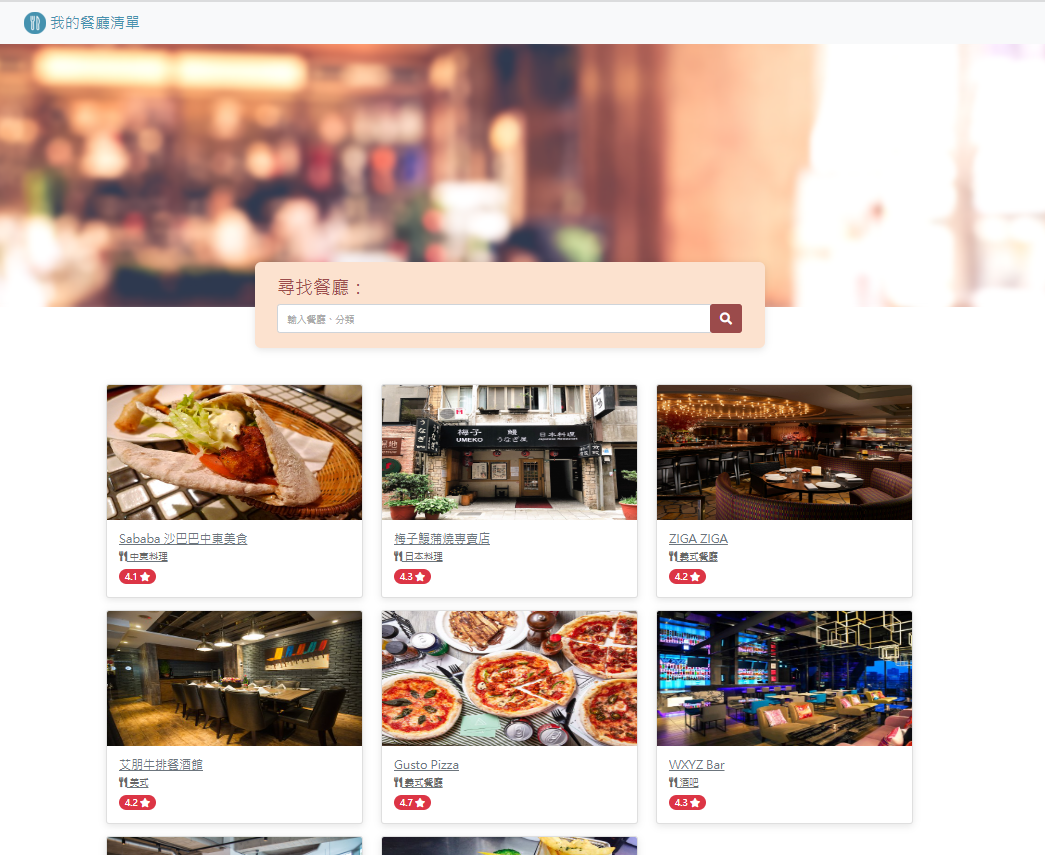 我的餐廳清單
尋找餐廳：
輸入餐廳、分類
梅子 鰻 日本料理
UMEKO うなぎ屋 Japanese Restaurant
Sababa 沙巴巴中東美食
中東料理
4.1
梅子鰻蒲燒專賣店
日本料理
4.3
ZIGA ZIGA
義式餐廳
4.2
艾朋牛排餐酒館
美式
4.2
Gusto Pizza
義式餐廳
4.7
WXYZ Bar
酒吧
4.3